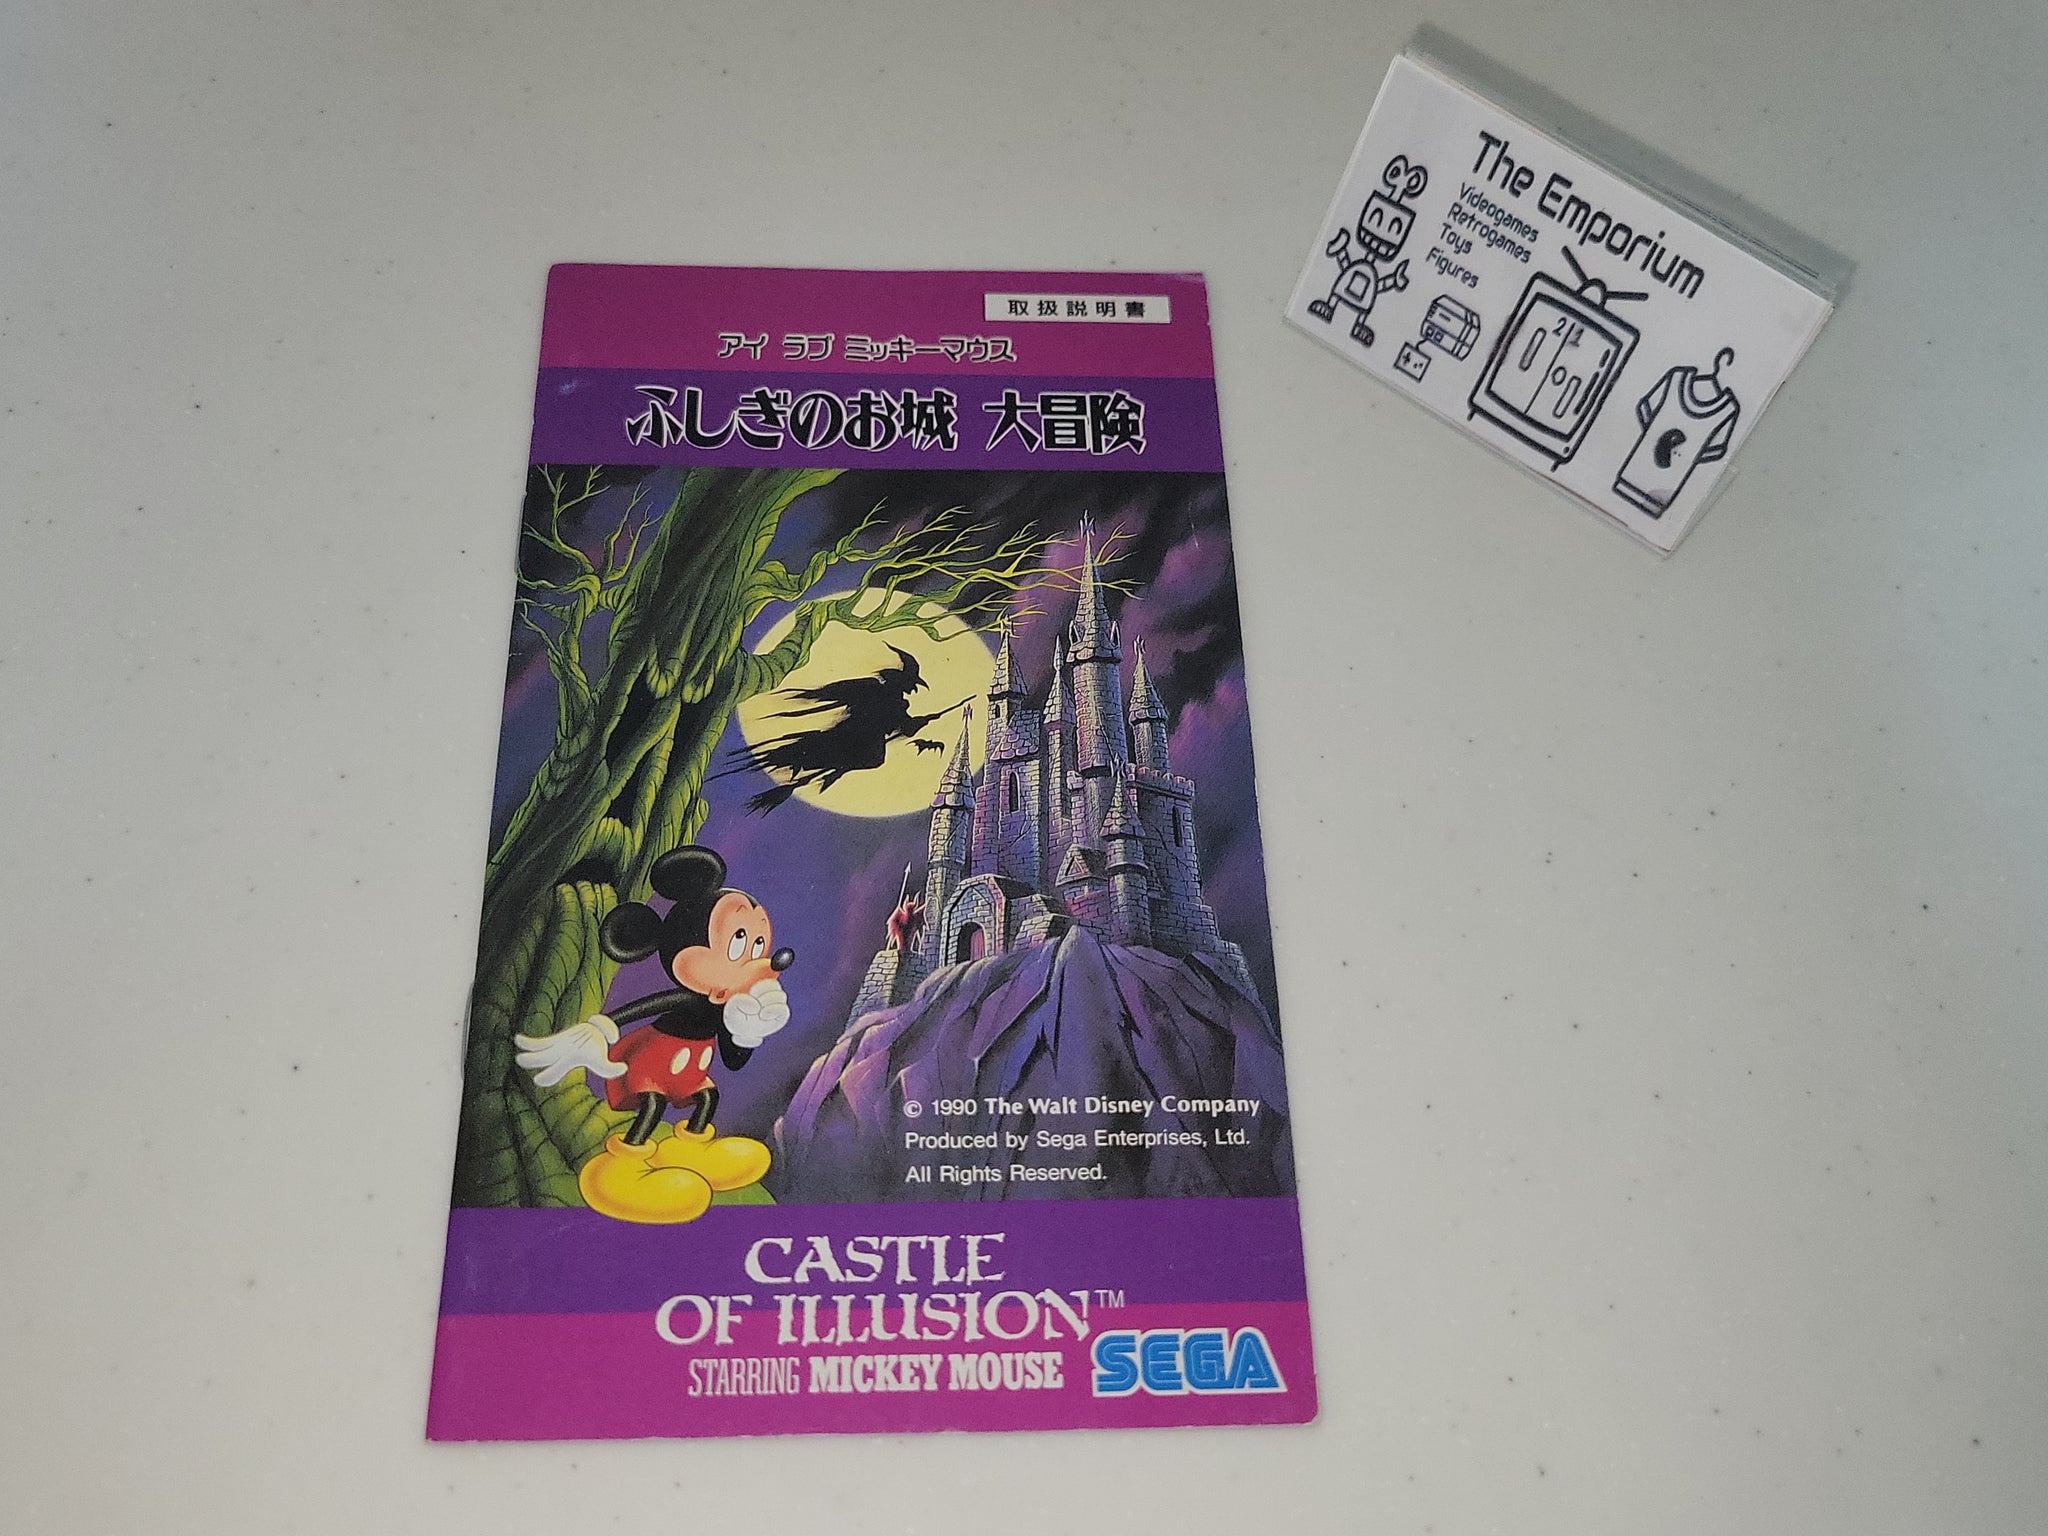 取扱説明書
アイ ラブ ミッキーマウス
ふしぎのお城 大冒険
© 1990 The Walt Disney Company
Produced by Sega Enterprises, Ltd.
All Rights Reserved.
CASTLE
OF ILLUSION™
STARRING MICKEY MOUSE
SEGA
The Emporium
Videogames
Retrogames
Toys
Figures
2 1